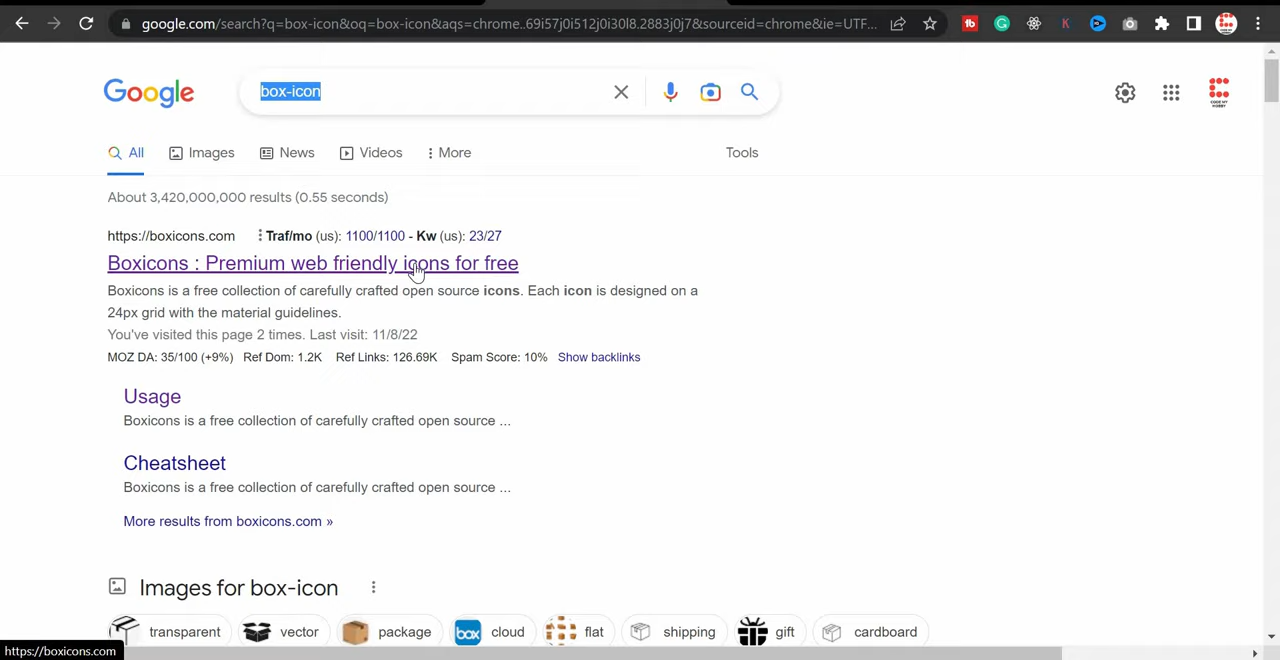 google.com/search?q=box-icon&oq=box-icon&aqs=chrome..69i57j0i512j0i30l8.2883j0j7&sourceid=chrome&ie=UTF...
Google
box-icon
CODE MY
HOBBY
All
Images
News
Videos
More
Tools
About 3,420,000,000 results (0.55 seconds)
https://boxicons.com Traf/mo (us): 1100/1100 - Kw (us): 23/27
Boxicons : Premium web friendly icons for free
Boxicons is a free collection of carefully crafted open source icons. Each icon is designed on a
24px grid with the material guidelines.
You've visited this page 2 times. Last visit: 11/8/22
MOZ DA: 35/100 (+9%) Ref Dom: 1.2K Ref Links: 126.69K Spam Score: 10% Show backlinks
Usage
Boxicons is a free collection of carefully crafted open source ...
Cheatsheet
Boxicons is a free collection of carefully crafted open source ...
More results from boxicons.com »
Images for box-icon
transparent
vector
package
box
cloud
flat
shipping
gift
cardboard
https://boxicons.com